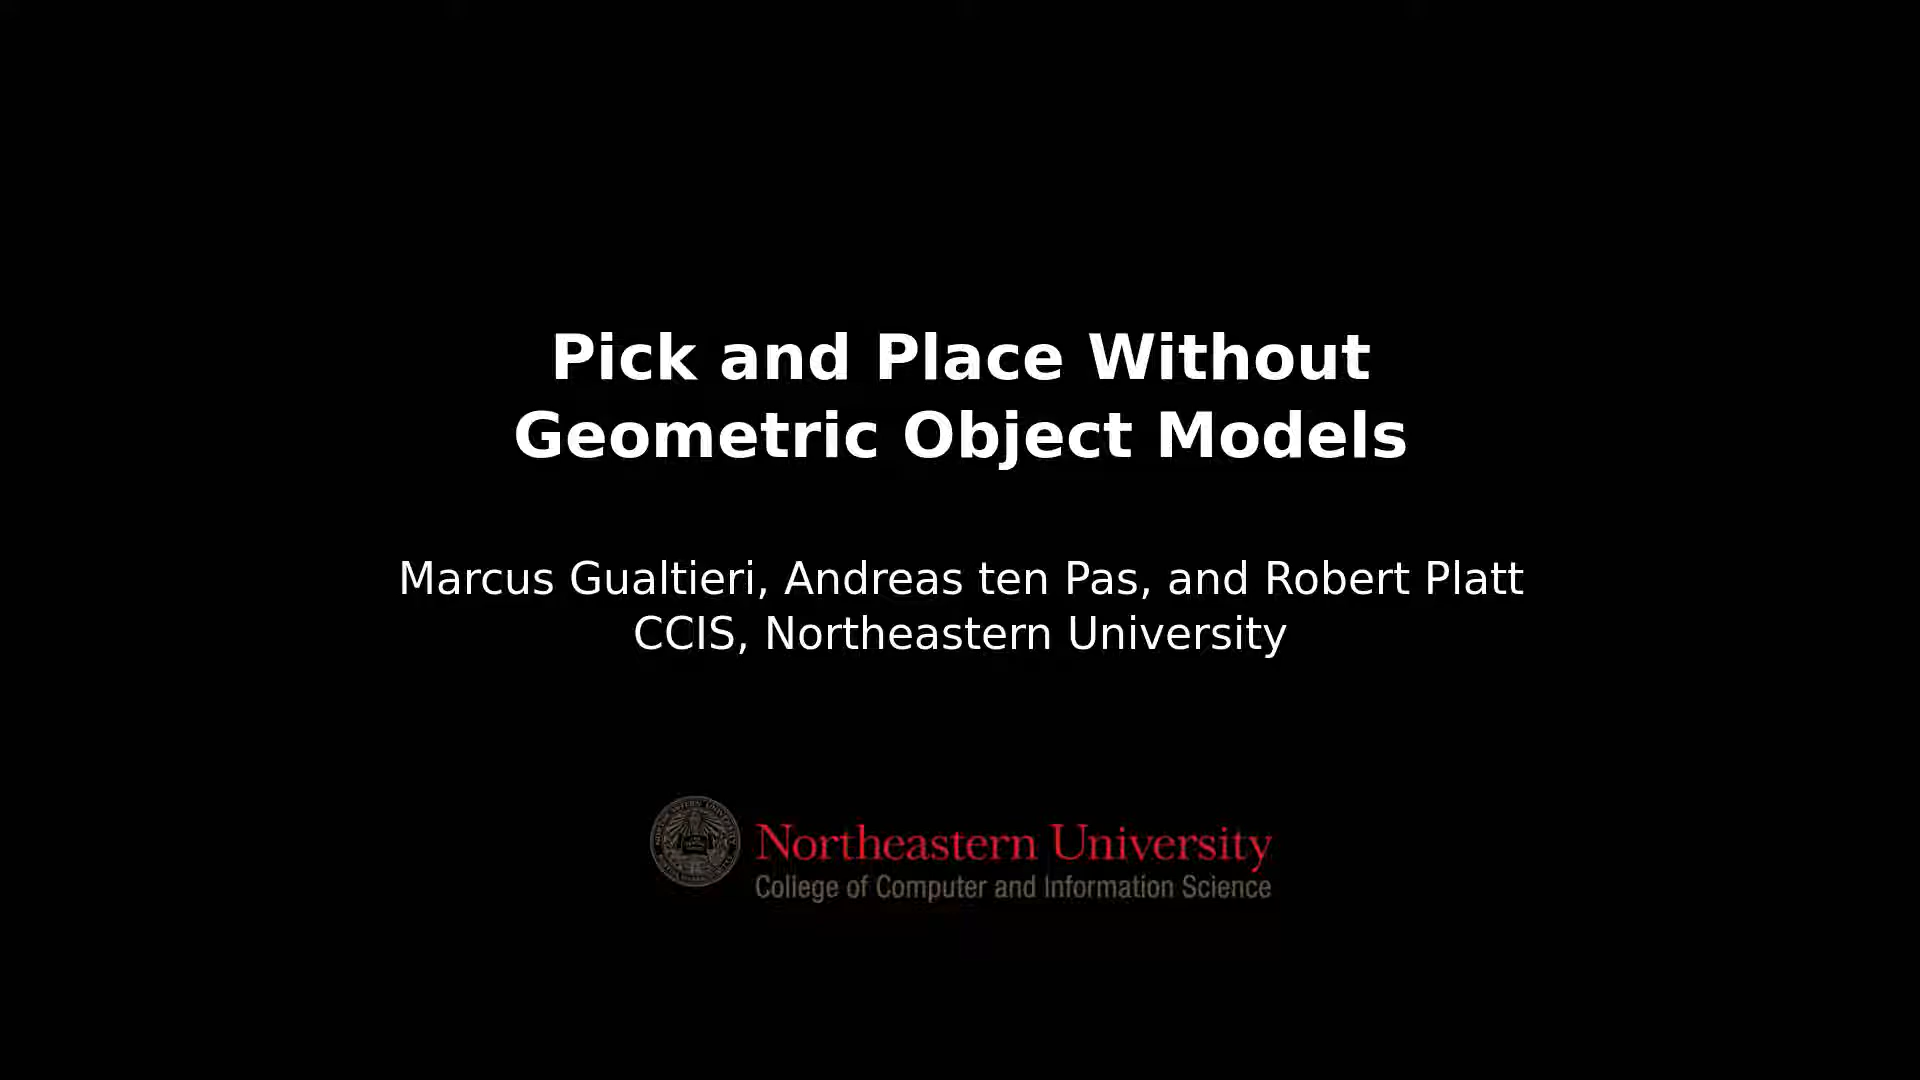 Pick and Place Without
Geometric Object Models
Marcus Gualtieri, Andreas ten Pas, and Robert Platt
CCIS, Northeastern University
Northeastern University
College of Computer and Information Science